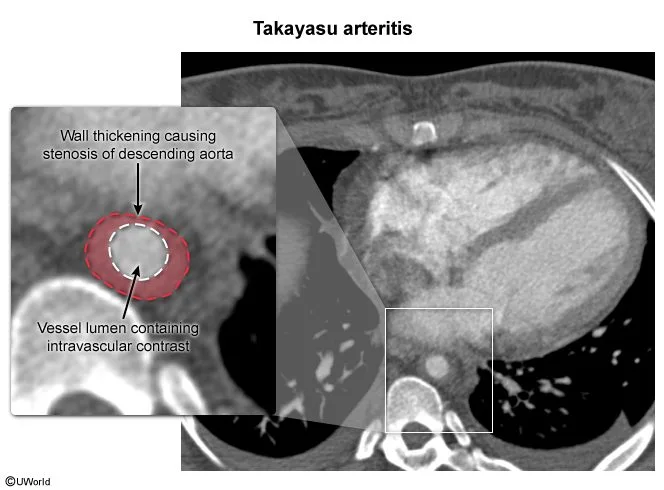 Takayasu arteritis
Wall thickening causing
stenosis of descending aorta
Vessel lumen containing
intravascular contrast
©UWorld